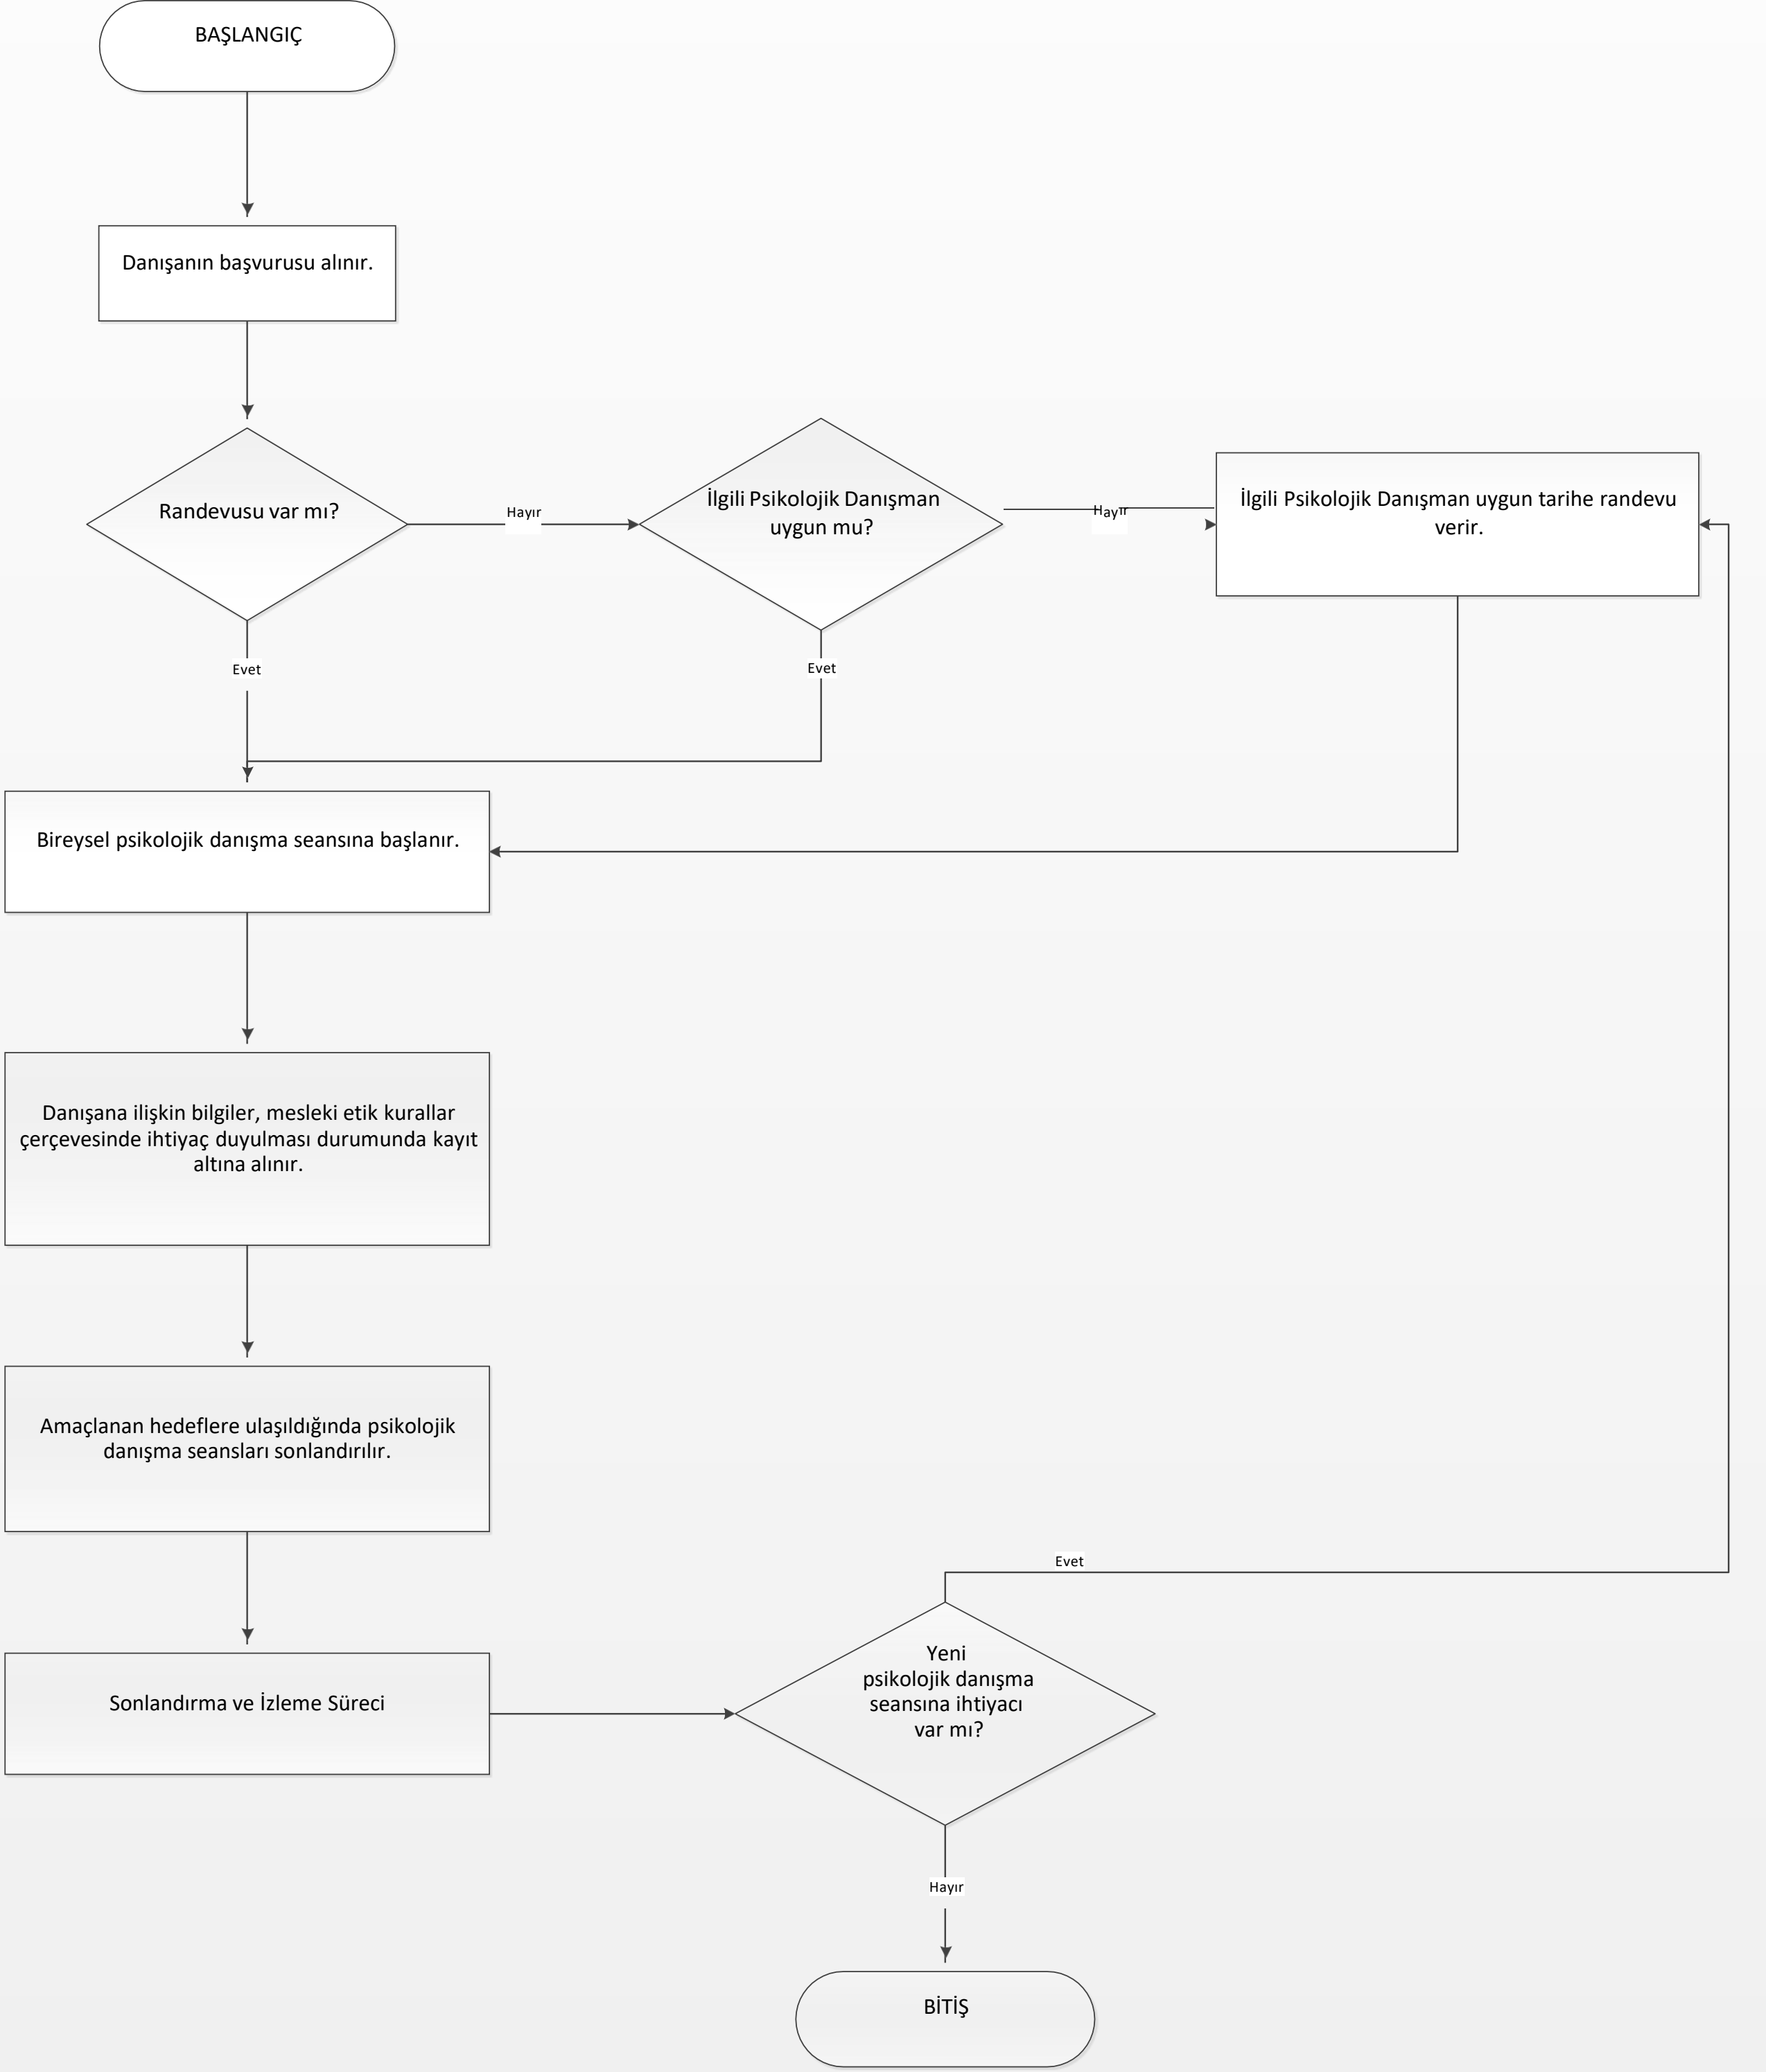 BAŞLANGIÇ
Danışanın başvurusu alınır.
Randevusu var mı?
Hayır
İlgili Psikolojik Danışman
uygun mu?
Hayır
İlgili Psikolojik Danışman uygun tarihe randevu
verir.
Evet
Evet
Bireysel psikolojik danışma seansına başlanır.
Danışana ilişkin bilgiler, mesleki etik kurallar
çerçevesinde ihtiyaç duyulması durumunda kayıt
altına alınır.
Amaçlanan hedeflere ulaşıldığında psikolojik
danışma seansları sonlandırılır.
Evet
Sonlandırma ve İzleme Süreci
Yeni
psikolojik danışma
seansına ihtiyacı
var mı?
Hayır
BİTİŞ